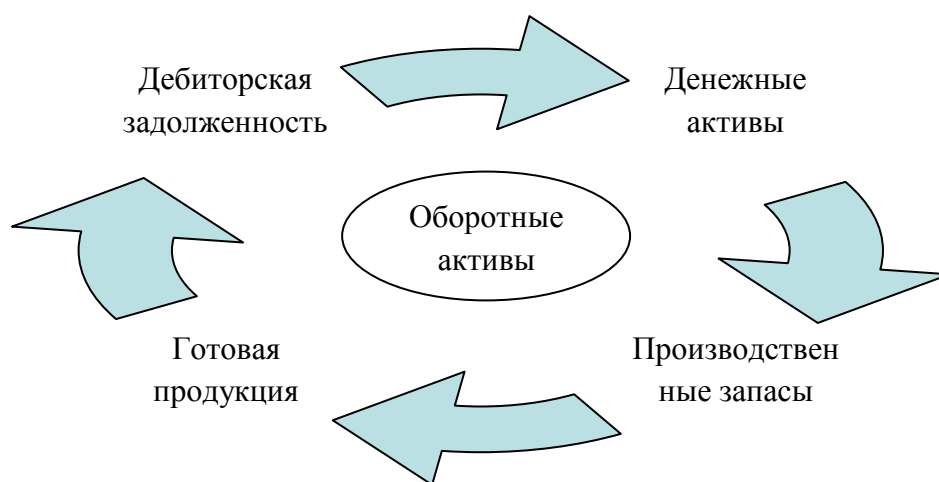 Дебиторская
задолженность
Денежные
активы
Оборотные
активы
Готовая
продукция
Производствен
ные запасы